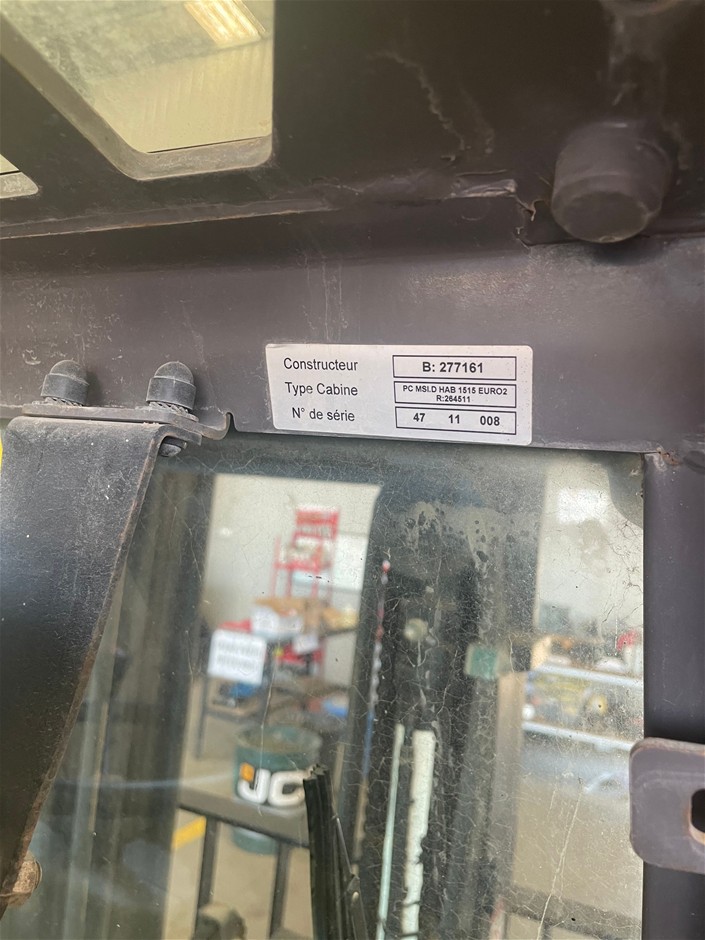 Constructeur B: 277161
Type Cabine PC MSLD HAB 1515 EURO2
R:264511
N° de série 47 11 008
JC